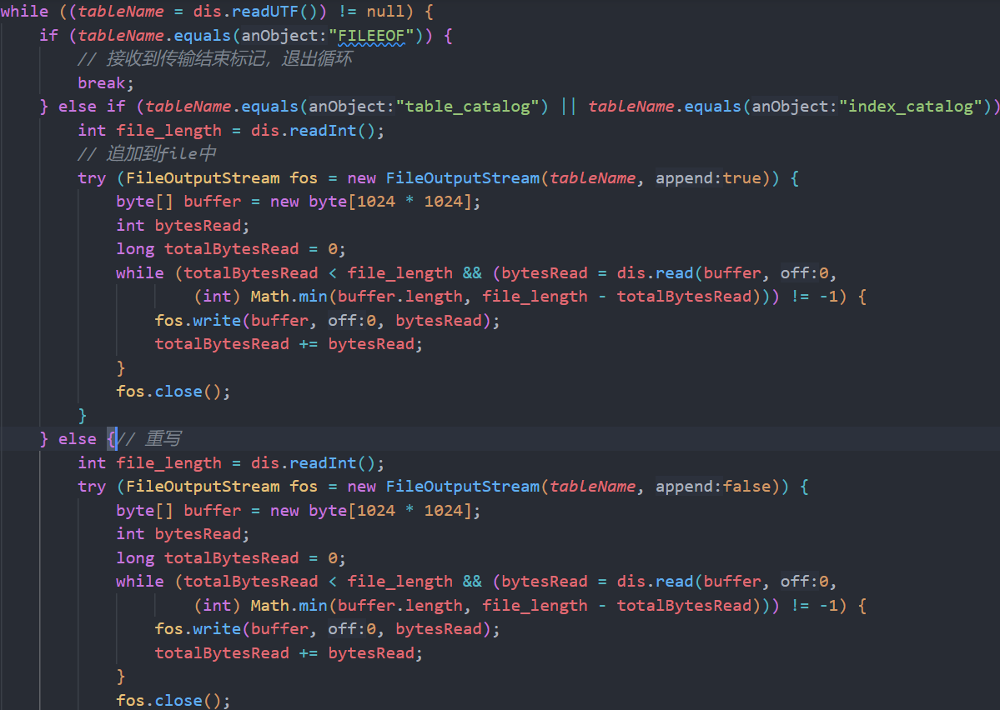 while ((tableName = dis.readUTF()) != null) {
if (tableName.equals(anObject:"FILEEOF")) {
// 接收到传输结束标记，退出循环
break;
} else if (tableName.equals(anObject:"table_catalog") || tableName.equals(anObject:"index_catalog"))
int file_length = dis.readInt();
// 追加到file中
try (FileOutputStream fos = new FileOutputStream(tableName, append:true)) {
byte[] buffer = new byte[1024 * 1024];
int bytesRead;
long totalBytesRead = 0;
while (totalBytesRead < file_length && (bytesRead = dis.read(buffer, off:0,
(int) Math.min(buffer.length, file_length - totalBytesRead))) != -1) {
fos.write(buffer, off:0, bytesRead);
totalBytesRead += bytesRead;
}
fos.close();
}
} else {// 重写
int file_length = dis.readInt();
try (FileOutputStream fos = new FileOutputStream(tableName, append:false)) {
byte[] buffer = new byte[1024 * 1024];
int bytesRead;
long totalBytesRead = 0;
while (totalBytesRead < file_length && (bytesRead = dis.read(buffer, off:0,
(int) Math.min(buffer.length, file_length - totalBytesRead))) != -1) {
fos.write(buffer, off:0, bytesRead);
totalBytesRead += bytesRead;
}
fos.close();